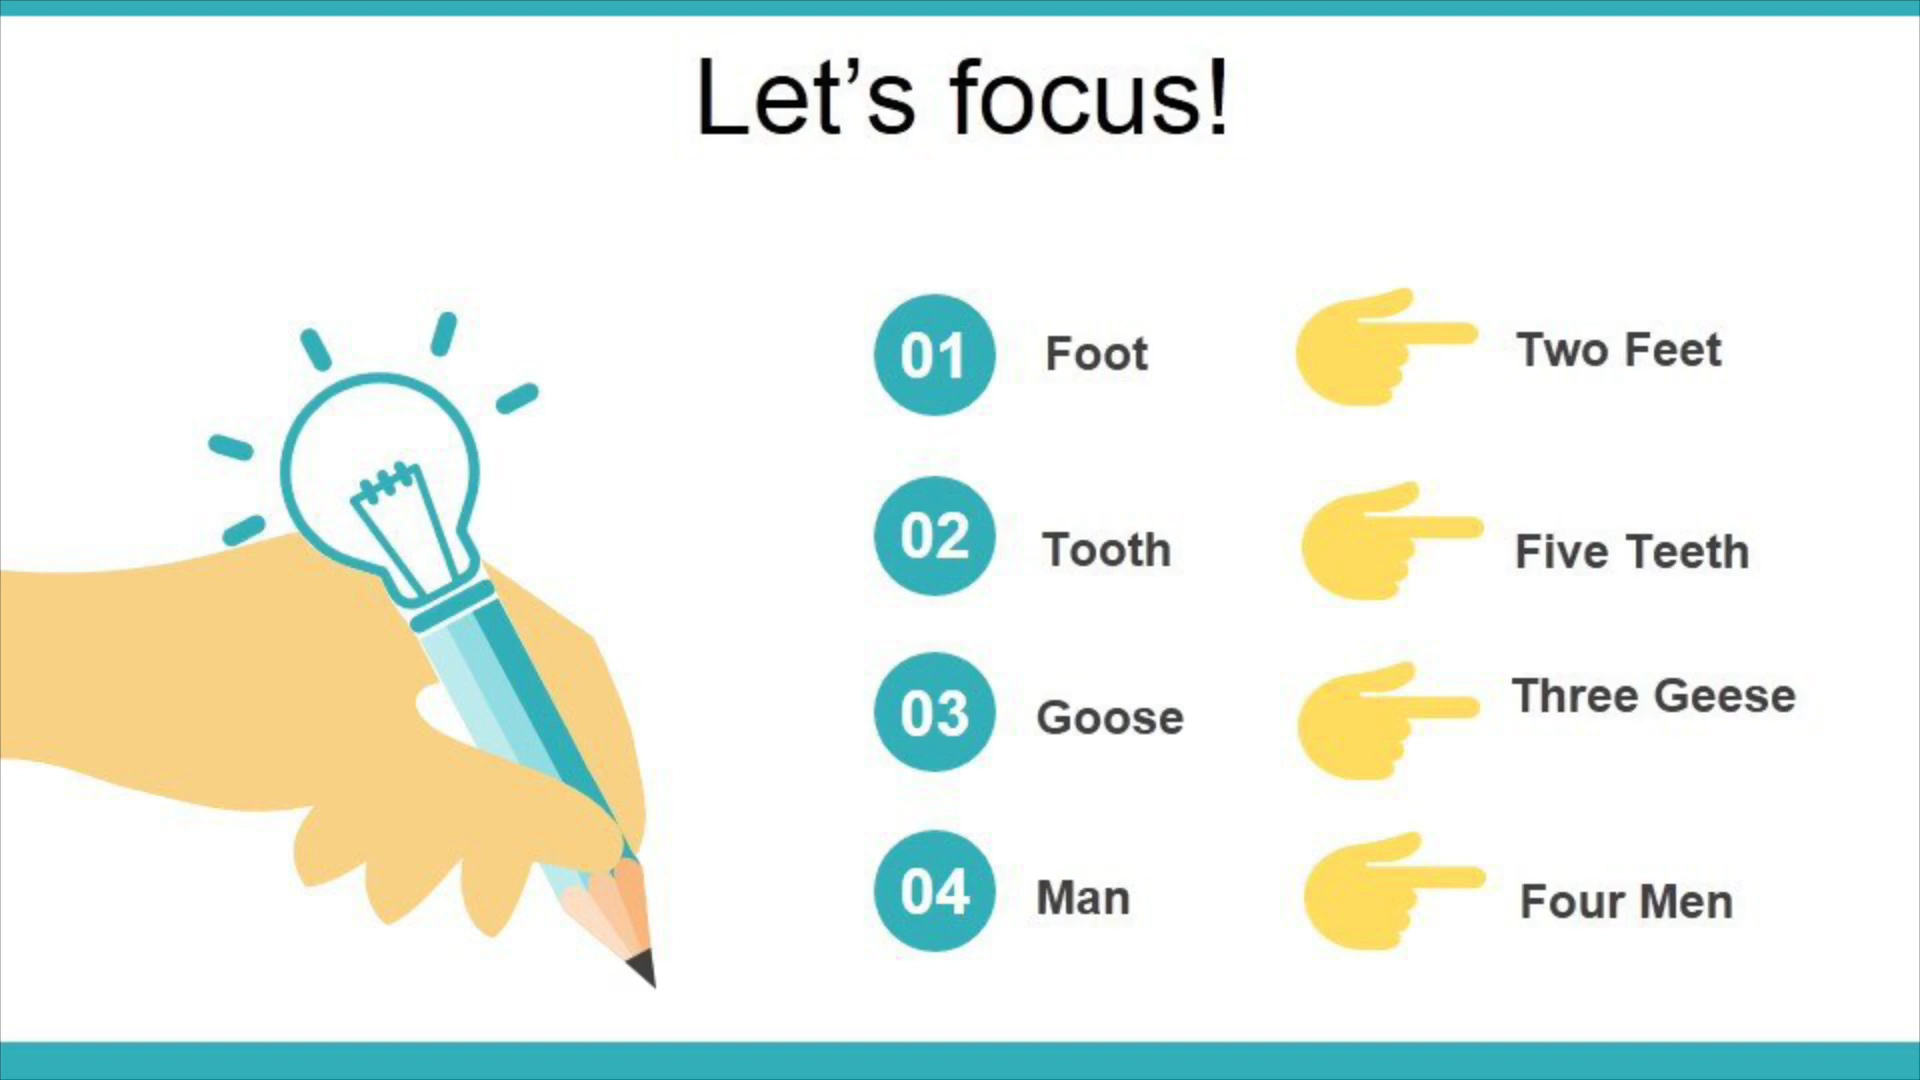 Let’s focus!
01 Foot Two Feet
02 Tooth Five Teeth
03 Goose Three Geese
04 Man Four Men